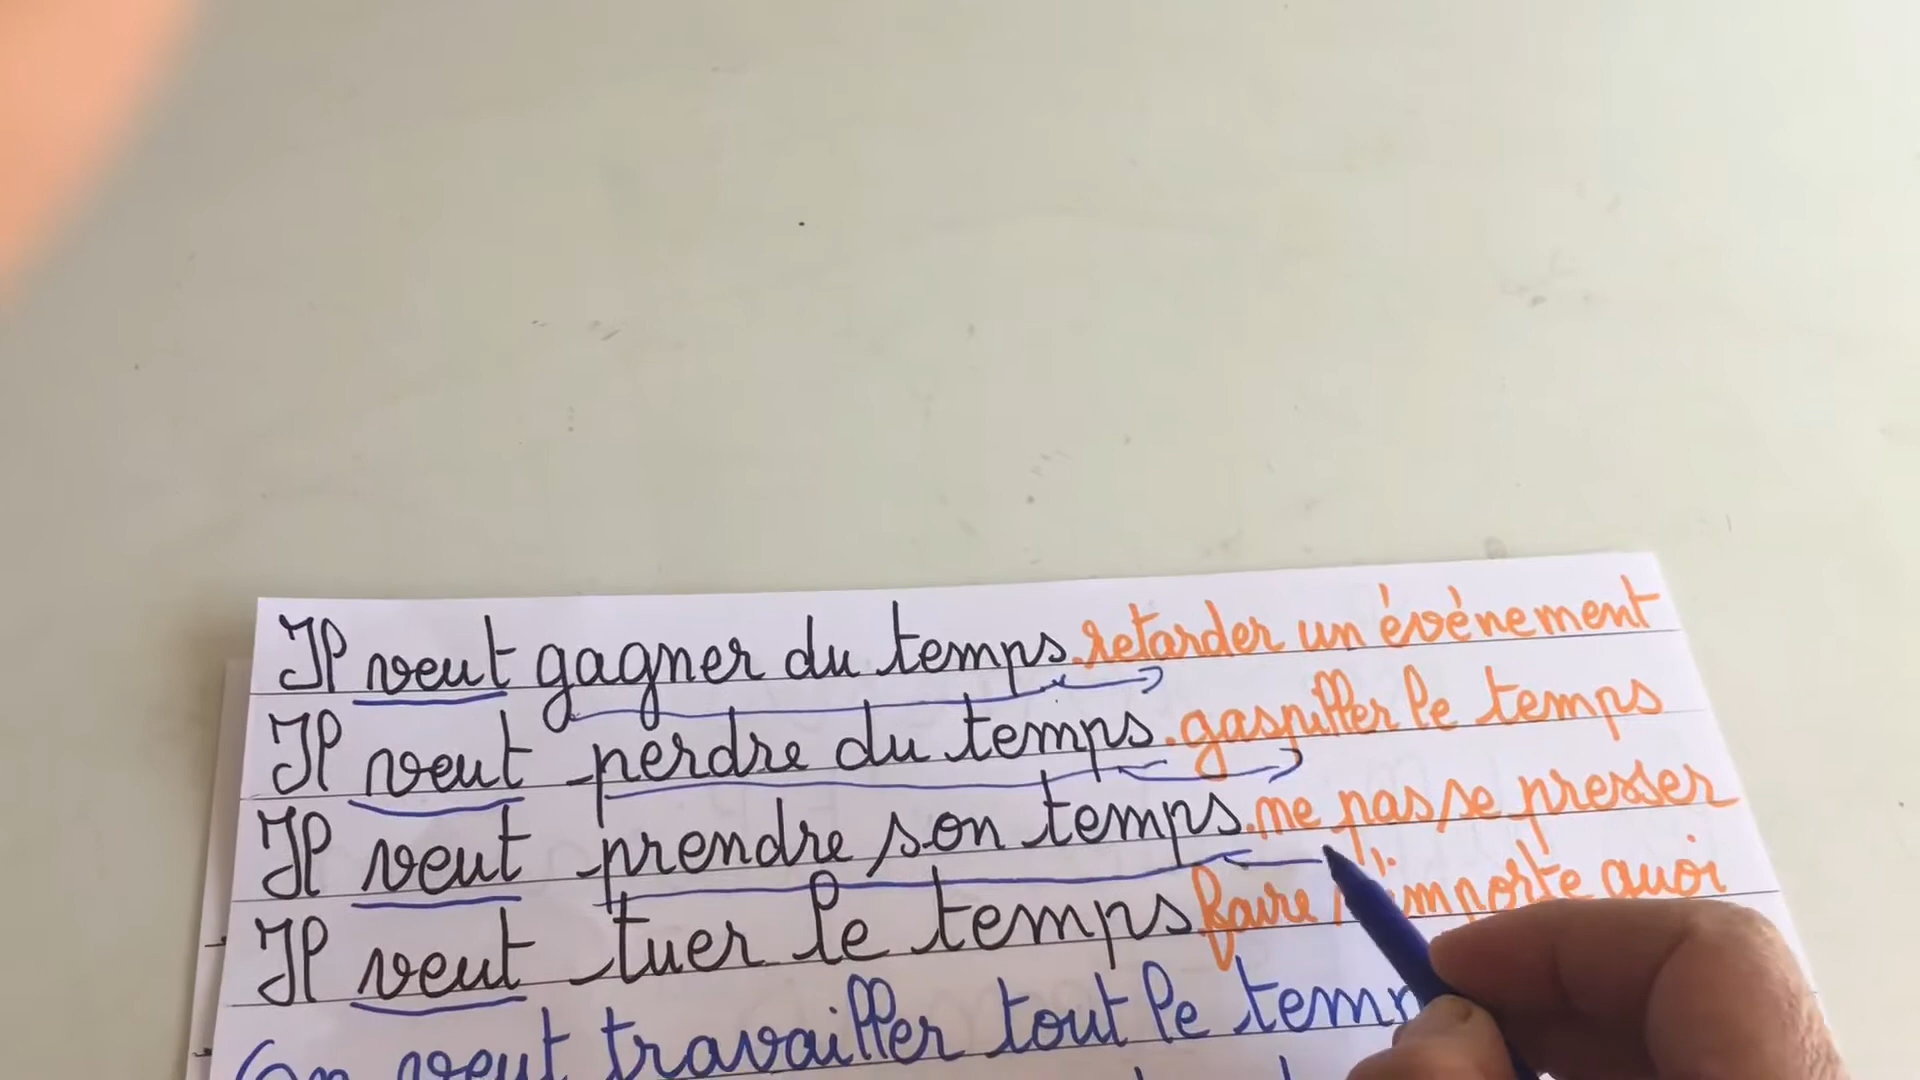 Il veut gagner du temps. retarder un événement
Il veut perdre du temps. gaspiller le temps
Il veut prendre son temps. ne pas se presser
Il veut tuer le temps faire n'importe quoi
On veut travailler tout le temps